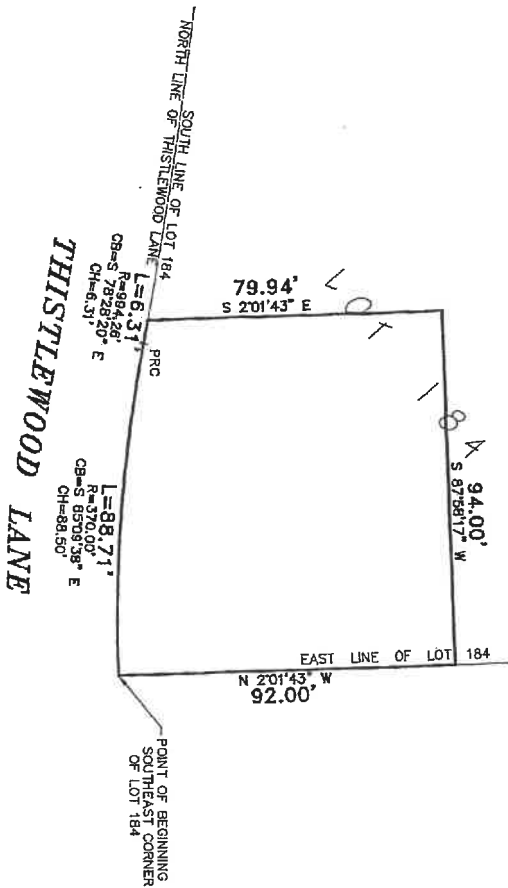 NORTH LINE OF THISTLEWOOD LANE
SOUTH LINE OF LOT 184
79.94'
S 2°01'43" E
LOT 184
94.00'
S 87°58'17" W
L=6.31'
R=984.26'
CB=S 78°28'20" E
CH=6.31'
PRC
THISTLEWOOD LANE
L=88.71'
R=370.00'
CB=S 85°09'38" E
CH=88.50'
EAST LINE OF LOT 184
N 2°01'43" W
92.00'
POINT OF BEGINNING
SOUTHEAST CORNER
OF LOT 184